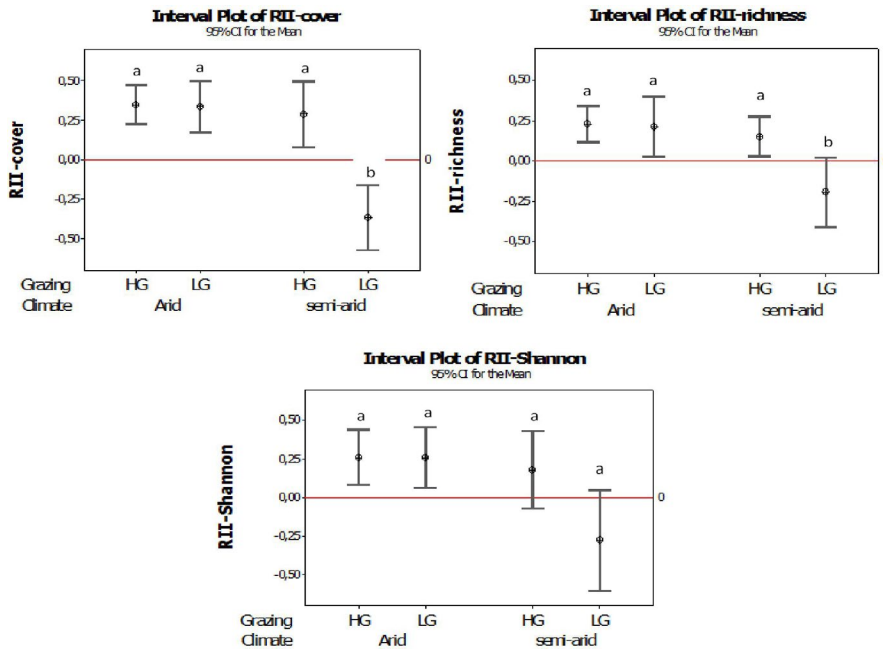 Interval Plot of RII-cover
95% CI for the Mean
RII-cover
0,50
0,25
0,00
-0,25
-0,50
a
a
a
b
0
Grazing HG LG HG LG
Climate Arid semi-arid
Interval Plot of RII-richness
95% CI for the Mean
RII-richness
0,50
0,25
0,00
-0,25
-0,50
a
a
a
b
Grazing HG LG HG LG
Climate Arid semi-arid
Interval Plot of RII-Shannon
95% CI for the Mean
RII-Shannon
0,50
0,25
0,00
-0,25
-0,50
a
a
a
a
0
Grazing HG LG HG LG
Climate Arid semi-arid